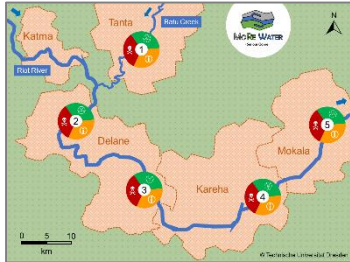 Katma
Tanta
Ratu Creek
MoRe WATER
Riat River
1
2
Delane
3
Kareha
4
Mokala
5
N
0 5 10
km
© Technische Universität Dresden